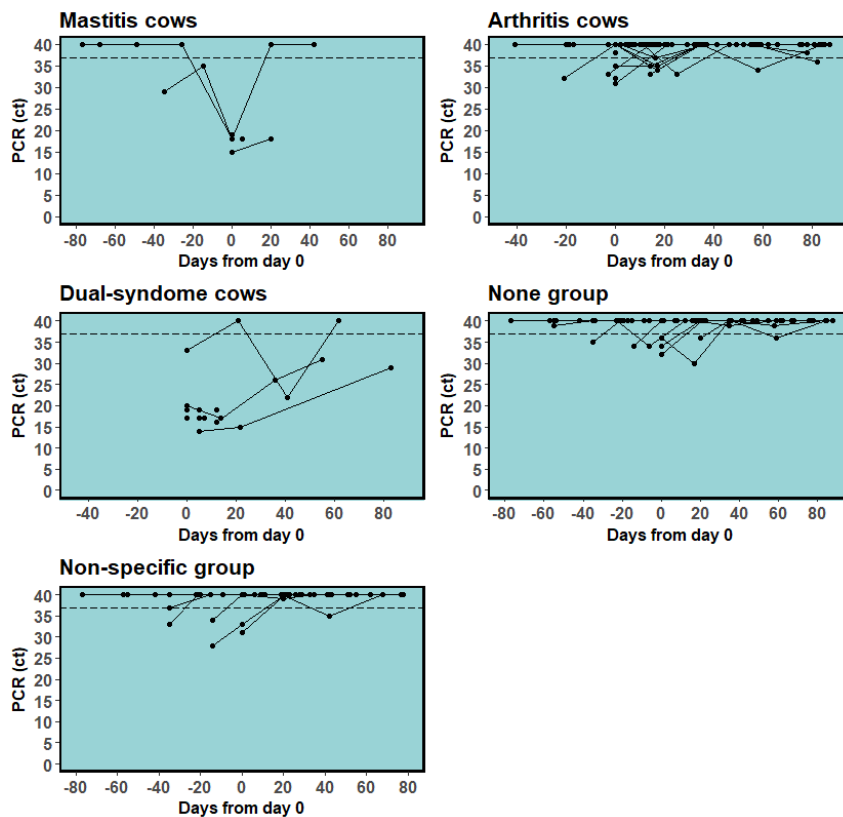 Mastitis cows
40
35
30
25
20
15
10
5
0
PCR (ct)
-80 -60 -40 -20 0 20 40 60 80
Days from day 0
Arthritis cows
40
35
30
25
20
15
10
5
0
PCR (ct)
-40 -20 0 20 40 60 80
Days from day 0
Dual-syndome cows
40
35
30
25
20
15
10
5
0
PCR (ct)
-40 -20 0 20 40 60 80
Days from day 0
None group
40
35
30
25
20
15
10
5
0
PCR (ct)
-80 -60 -40 -20 0 20 40 60 80
Days from day 0
Non-specific group
40
35
30
25
20
15
10
5
0
PCR (ct)
-80 -60 -40 -20 0 20 40 60 80
Days from day 0